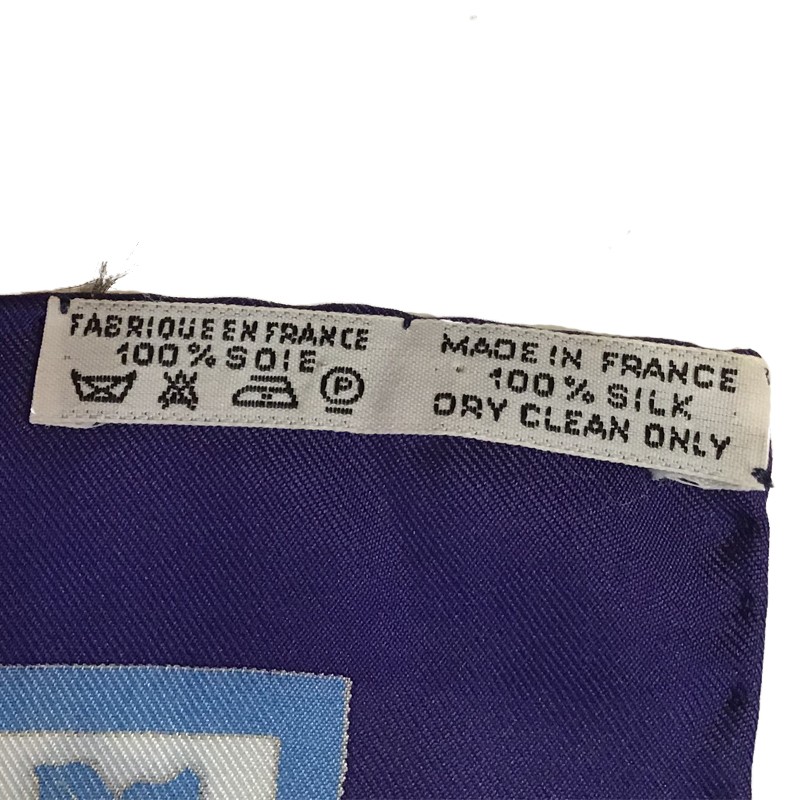 FABRIQUE EN FRANCE
100% SOIE
P
MADE IN FRANCE
100% SILK
DRY CLEAN ONLY